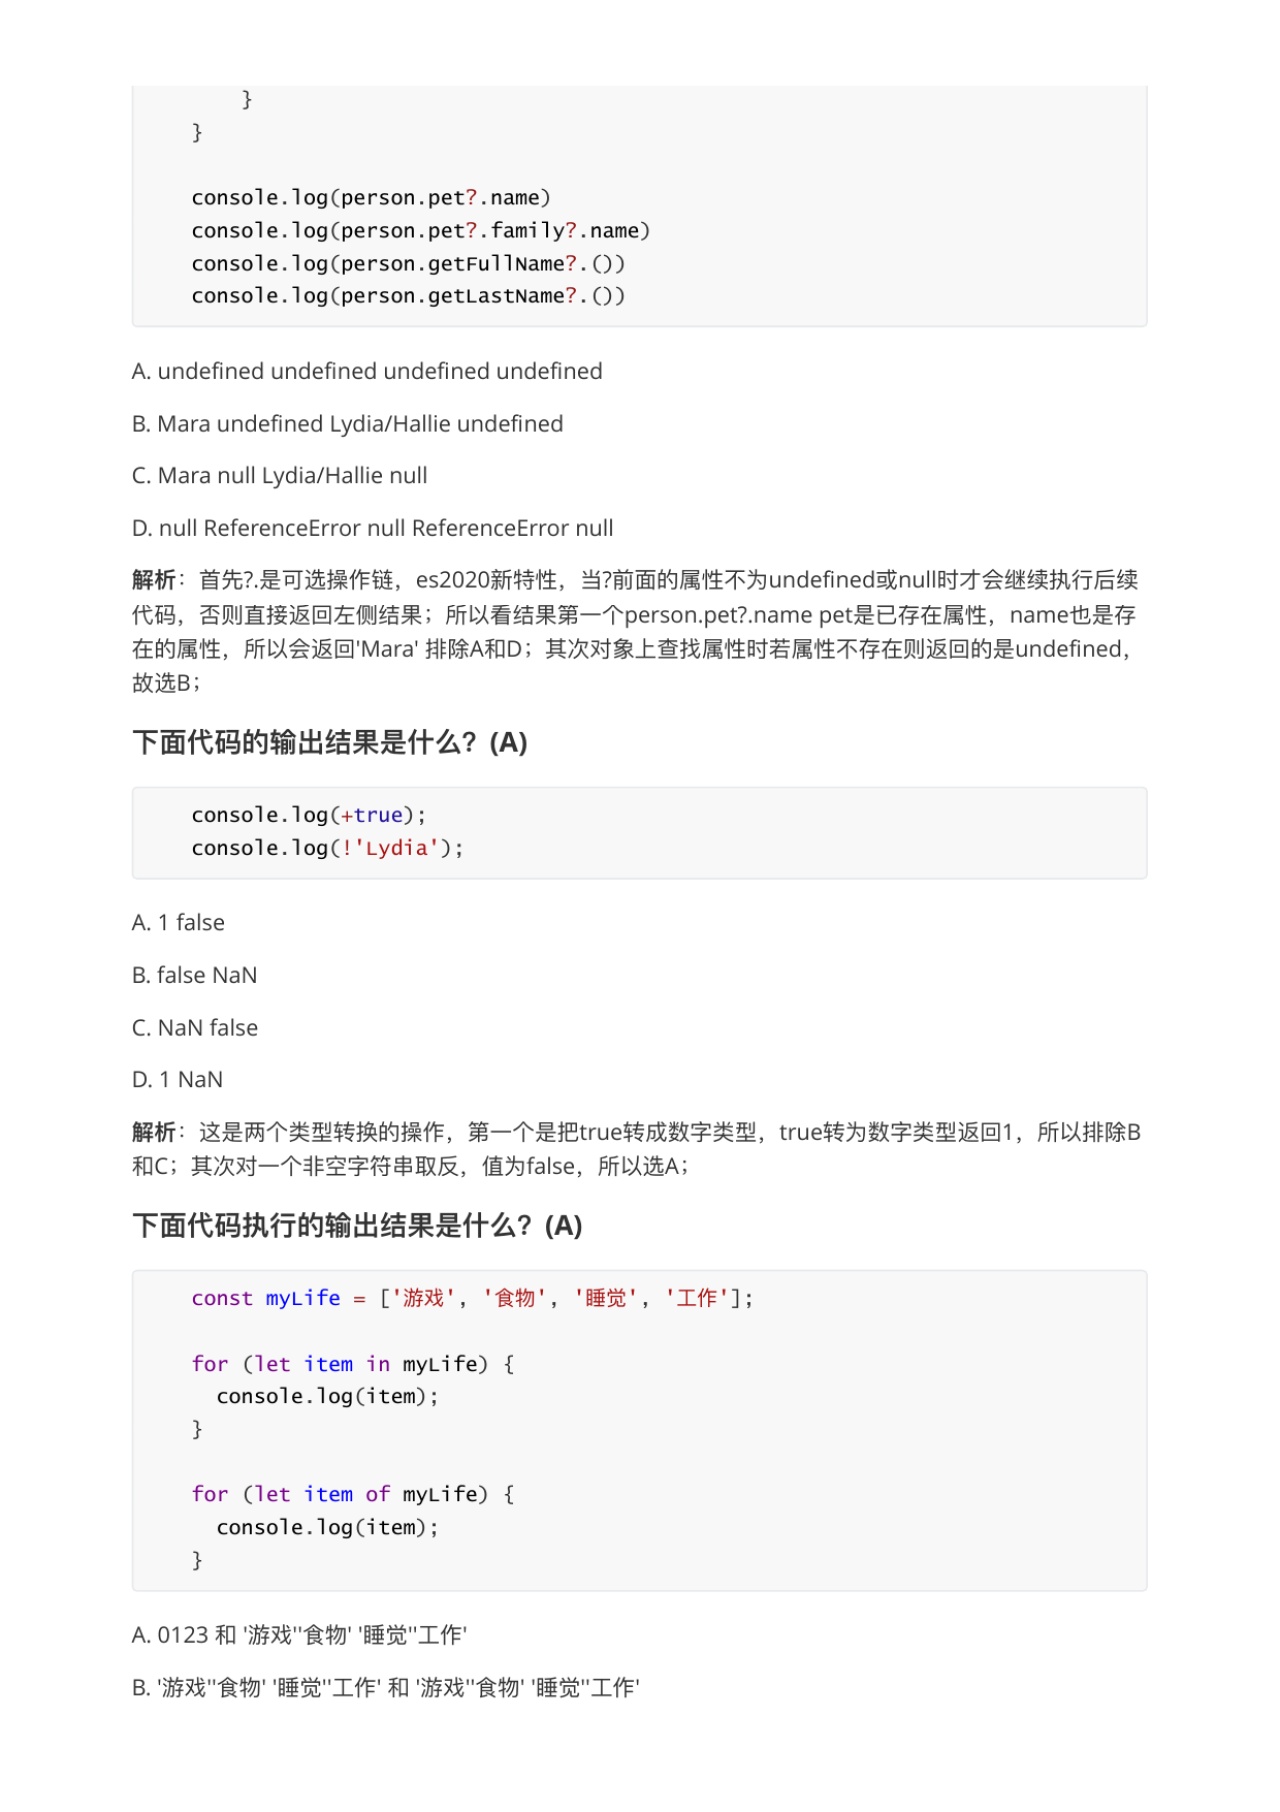 }
}
console.log(person.pet?.name)
console.log(person.pet?.family?.name)
console.log(person.getFullName?.())
console.log(person.getLastName?.())
A. undefined undefined undefined undefined
B. Mara undefined Lydia/Hallie undefined
C. Mara null Lydia/Hallie null
D. null ReferenceError null ReferenceError null
解析：首先?.是可选操作链，es2020新特性，当?前面的属性不为undefined或null时才会继续执行后续
代码，否则直接返回左侧结果；所以看结果第一个person.pet?.name pet是已存在属性，name也是存
在的属性，所以会返回'Mara' 排除A和D；其次对象上查找属性时若属性不存在则返回的是undefined，
故选B；
下面代码的输出结果是什么？(A)
console.log(+true);
console.log(!'Lydia');
A. 1 false
B. false NaN
C. NaN false
D. 1 NaN
解析：这是两个类型转换的操作，第一个是把true转成数字类型，true转为数字类型返回1，所以排除B
和C；其次对一个非空字符串取反，值为false，所以选A；
下面代码执行的输出结果是什么？(A)
const myLife = ['游戏', '食物', '睡觉', '工作'];
for (let item in myLife) {
console.log(item);
}
for (let item of myLife) {
console.log(item);
}
A. 0123 和 '游戏''食物' '睡觉''工作'
B. '游戏''食物' '睡觉''工作' 和 '游戏''食物' '睡觉''工作'